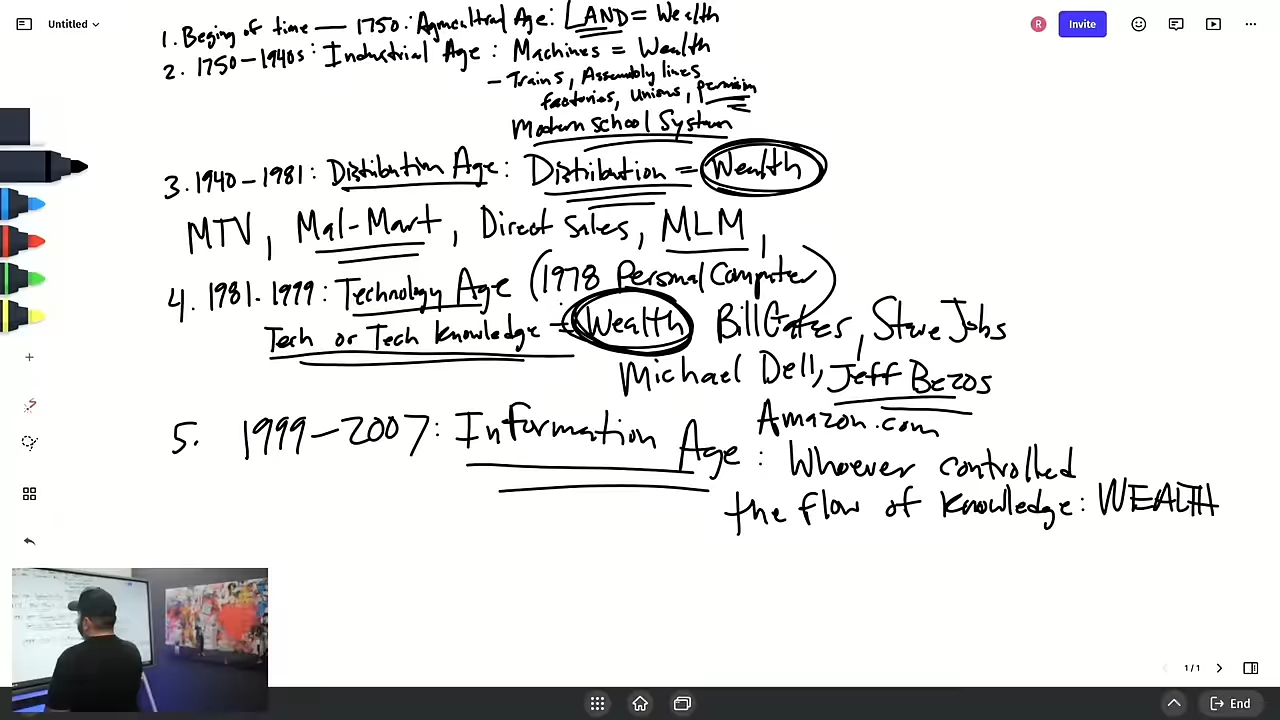 Untitled
R
Invite
1. Beging of time — 1750: Agricultral Age: LAND = Wealth
2. 1750-1940s: Industrial Age : Machines = Wealth
- Trains, Assembly lines
factories, unions, pension
Modern School System
3. 1940-1981: Distibution Age: Distribution = Wealth
MTV, Wal-Mart, Direct Sales, MLM,
4. 1981-1999: Technology Age (1978 Personal Computer)
Tech or Tech Knowledge = Wealth Bill Gates, Steve Jobs
Michael Dell, Jeff Bezos
Amazon.com
5. 1999-2007: Information Age : Whoever controlled
the flow of Knowledge: WEALTH
1/1
End